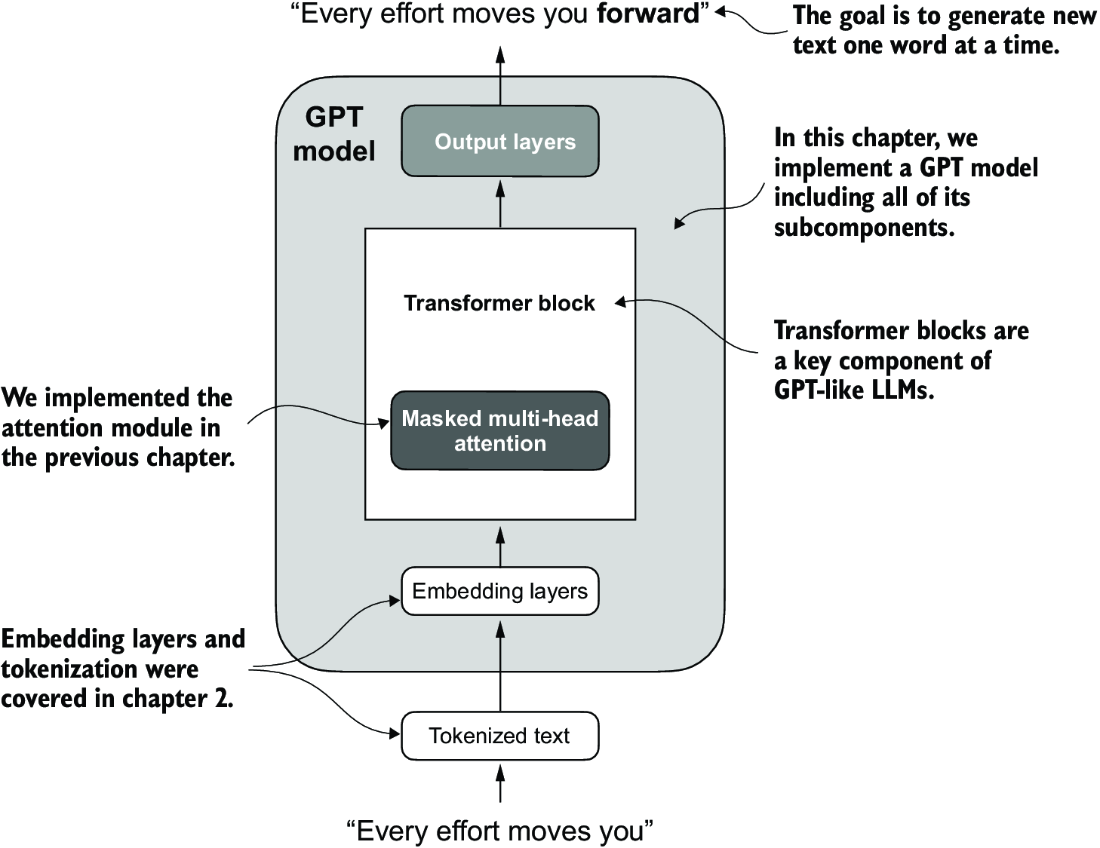 “Every effort moves you forward”
The goal is to generate new
text one word at a time.
GPT
model
Output layers
In this chapter, we
implement a GPT model
including all of its
subcomponents.
Transformer block
Transformer blocks are
a key component of
GPT-like LLMs.
We implemented the
attention module in
the previous chapter.
Masked multi-head
attention
Embedding layers
Embedding layers and
tokenization were
covered in chapter 2.
Tokenized text
“Every effort moves you”